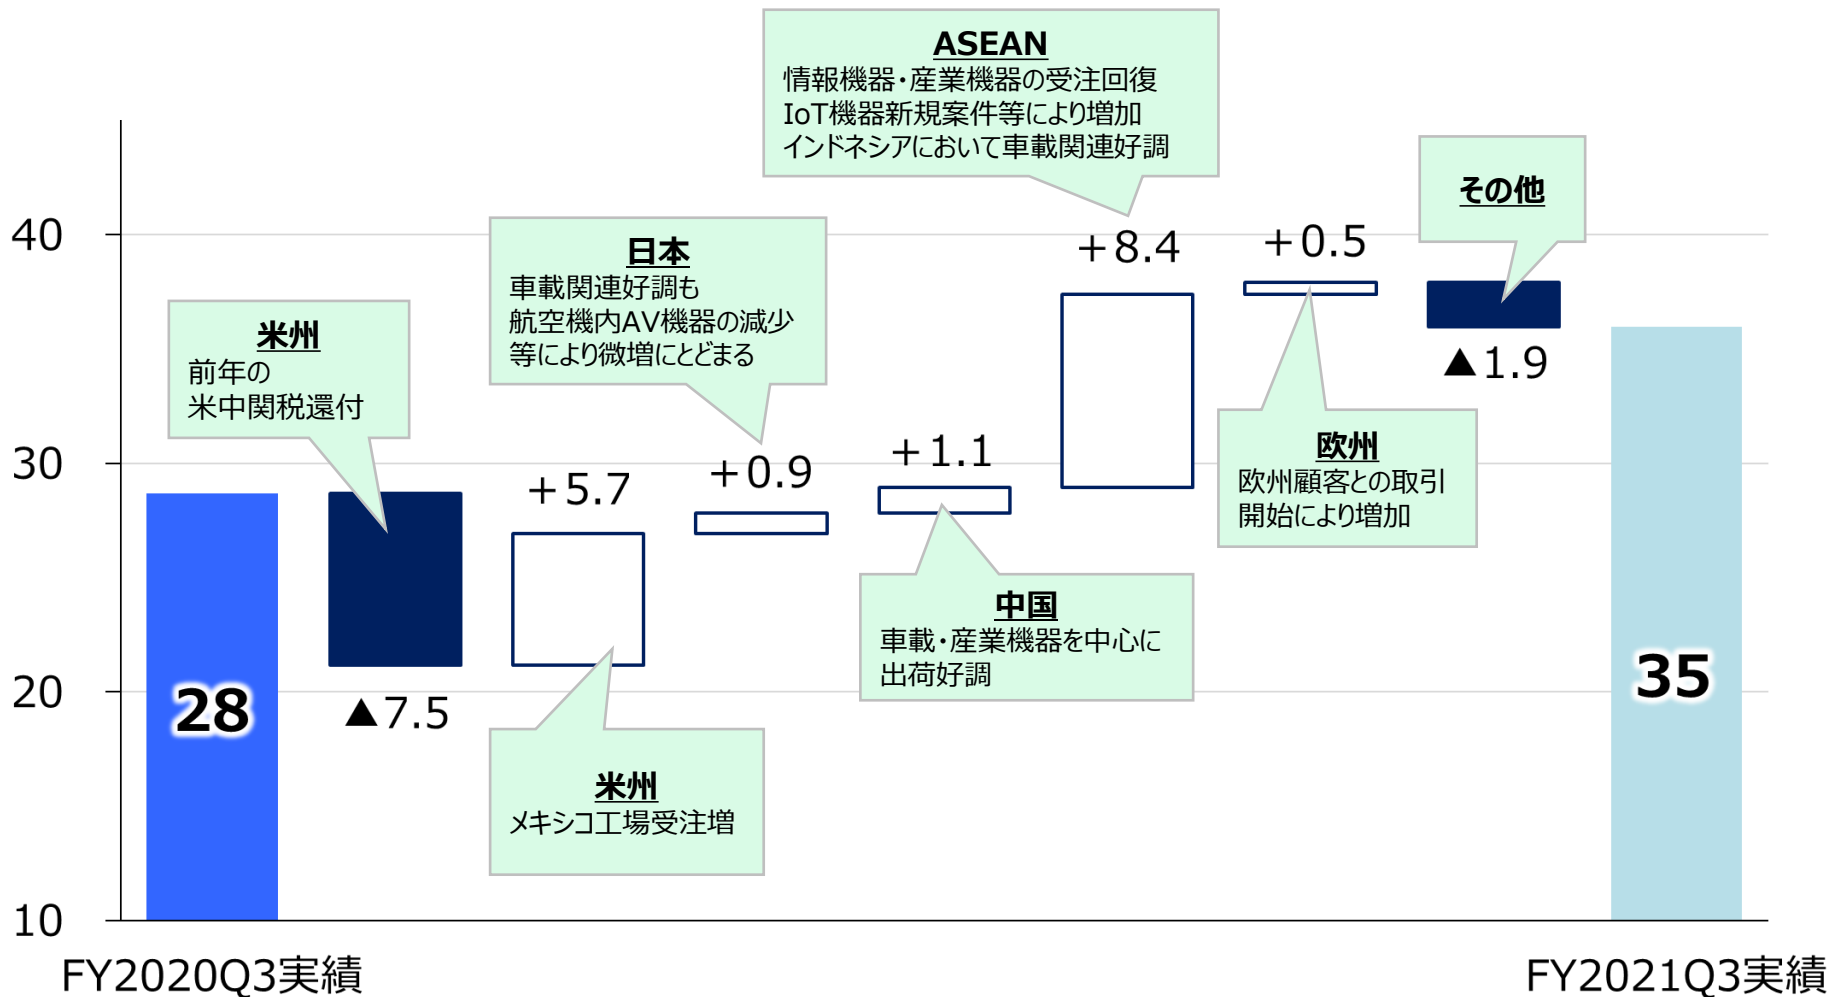 ASEAN
情報機器・産業機器の受注回復
IoT機器新規案件等により増加
インドネシアにおいて車載関連好調
その他
40
+8.4
+0.5
日本
車載関連好調も
航空機内AV機器の減少
等により微増にとどまる
米州
前年の
米中関税還付
▲1.9
欧州
欧州顧客との取引
開始により増加
30
+5.7
+0.9
+1.1
中国
車載・産業機器を中心に
出荷好調
20
28
▲7.5
35
米州
メキシコ工場受注増
10
FY2020Q3実績
FY2021Q3実績